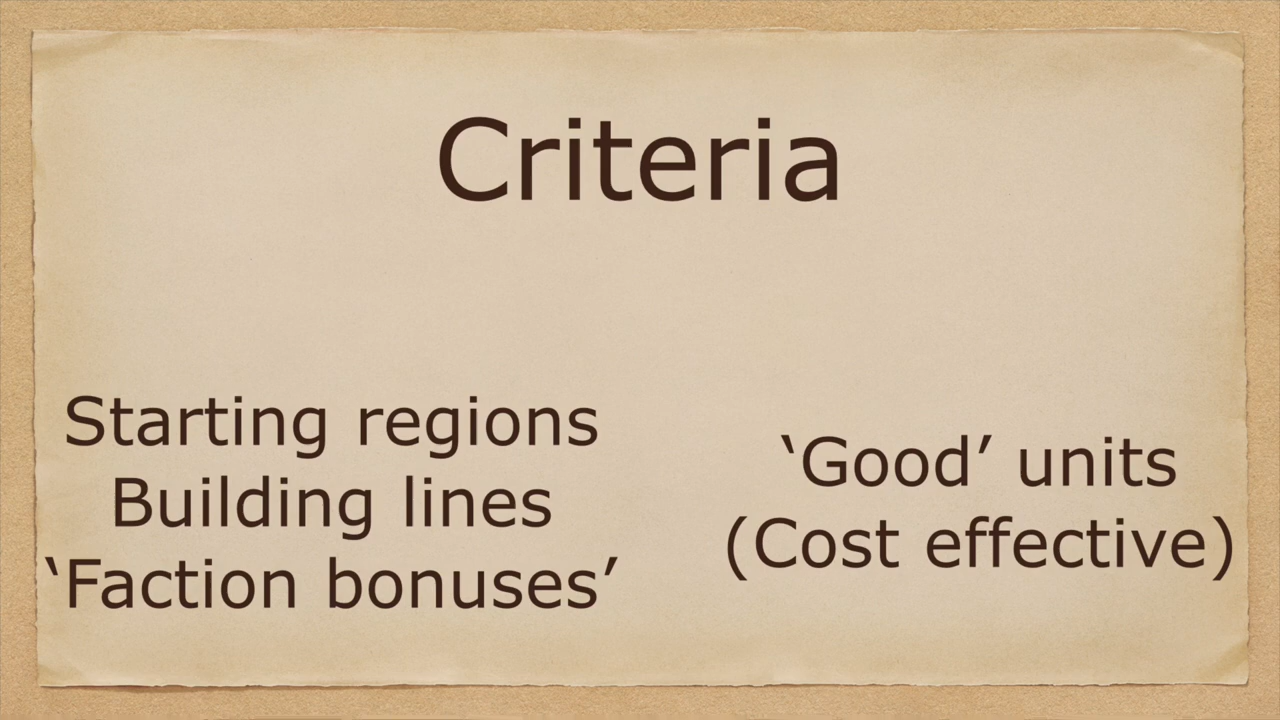 Criteria
Starting regions
Building lines
‘Faction bonuses’
‘Good’ units
(Cost effective)